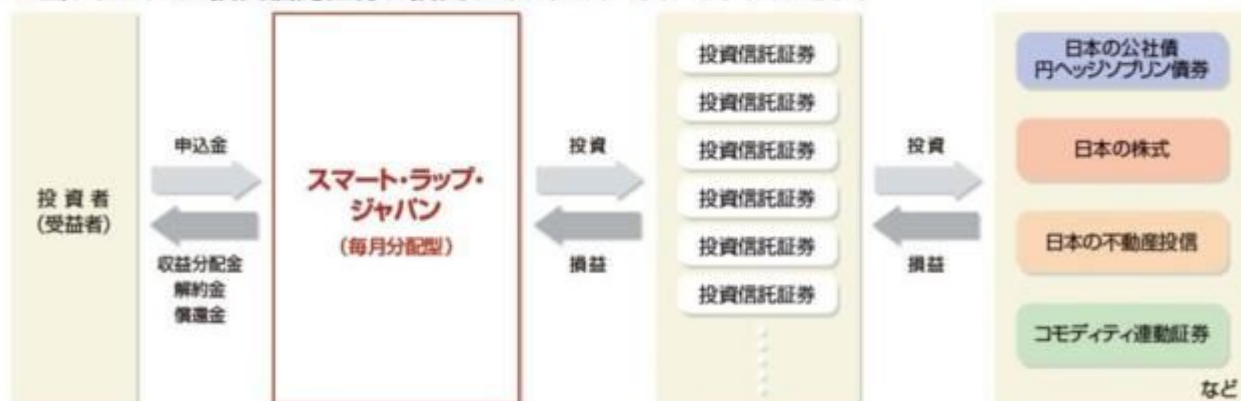 投資者
(受益者)
申込金
収益分配金
解約金
償還金
スマート・ラップ・
ジャパン
(毎月分配型)
投資
損益
投資信託証券
投資信託証券
投資信託証券
投資信託証券
投資信託証券
投資信託証券
投資
損益
日本の公社債
円ヘッジソブリン債券
日本の株式
日本の不動産投信
コモディティ連動証券
など